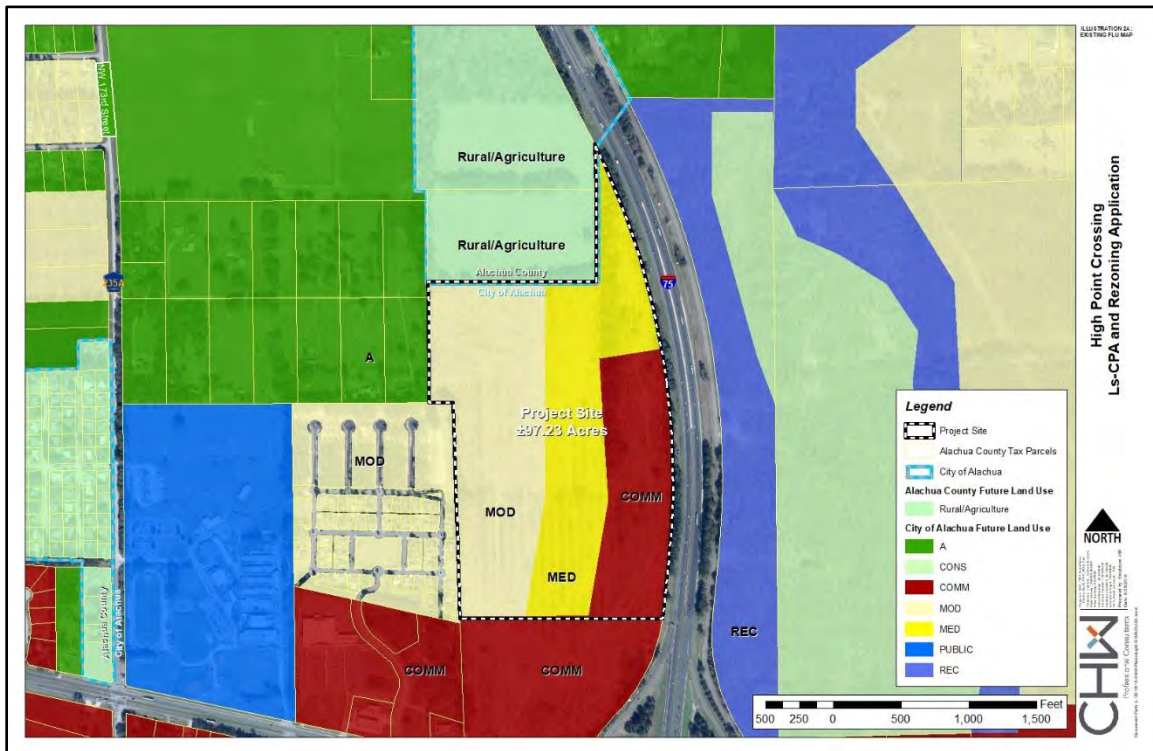 ILLUSTRATION 2A:
EXISTING FLU MAP
High Point Crossing
Ls-CPA and Rezoning Application
NW 173rd Street
Rural/Agriculture
Rural/Agriculture
Alachua County
City of Alachua
235A
75
A
Project Site
±97.23 Acres
MOD
MOD
COMM
MED
REC
COMM
COMM
Alachua County
City of Alachua
Legend
Project Site
Alachua County Tax Parcels
City of Alachua
Alachua County Future Land Use
Rural/Agriculture
City of Alachua Future Land Use
A
CONS
COMM
MOD
MED
PUBLIC
REC
NORTH
CHW
Professional Consultants
Feet
500 250 0 500 1,000 1,500